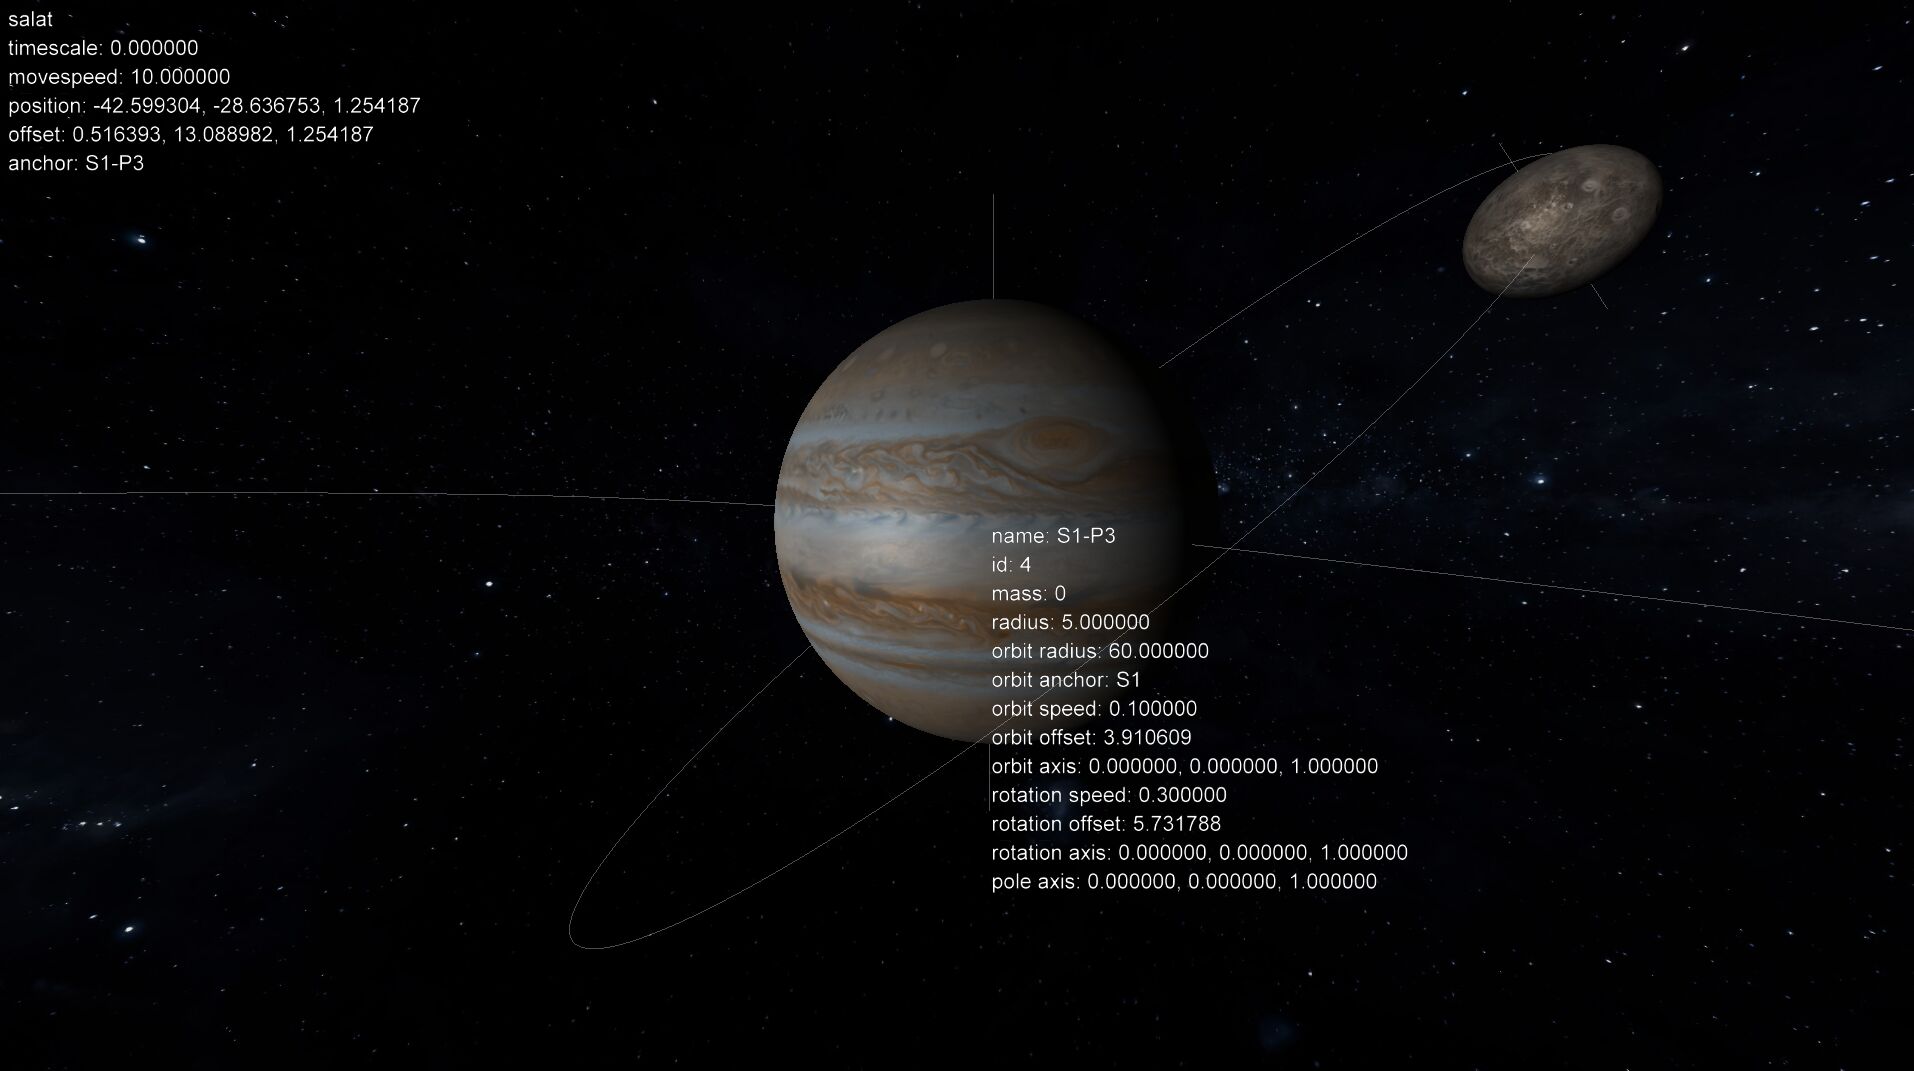 salat
timescale: 0.000000
movespeed: 10.000000
position: -42.599304, -28.636753, 1.254187
offset: 0.516393, 13.088982, 1.254187
anchor: S1-P3
name: S1-P3
id: 4
mass: 0
radius: 5.000000
orbit radius: 60.000000
orbit anchor: S1
orbit speed: 0.100000
orbit offset: 3.910609
orbit axis: 0.000000, 0.000000, 1.000000
rotation speed: 0.300000
rotation offset: 5.731788
rotation axis: 0.000000, 0.000000, 1.000000
pole axis: 0.000000, 0.000000, 1.000000